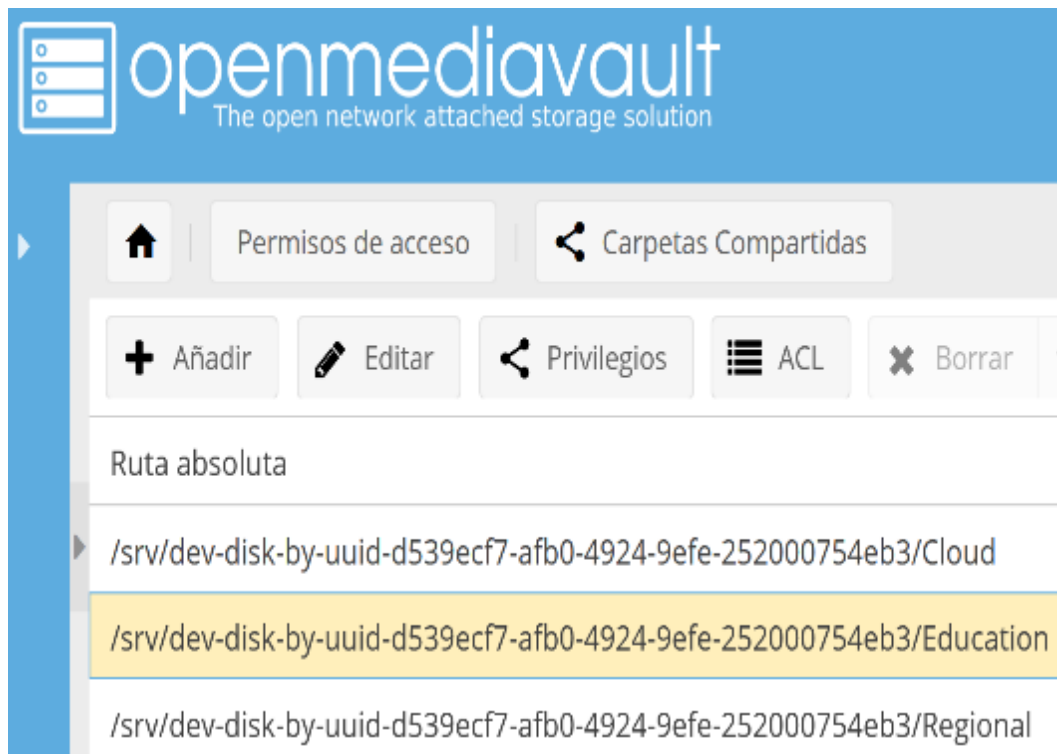 openmediavault
The open network attached storage solution
Permisos de acceso
Carpetas Compartidas
Añadir
Editar
Privilegios
ACL
Borrar
Ruta absoluta
/srv/dev-disk-by-uuid-d539ecf7-afb0-4924-9efe-252000754eb3/Cloud
/srv/dev-disk-by-uuid-d539ecf7-afb0-4924-9efe-252000754eb3/Education
/srv/dev-disk-by-uuid-d539ecf7-afb0-4924-9efe-252000754eb3/Regional